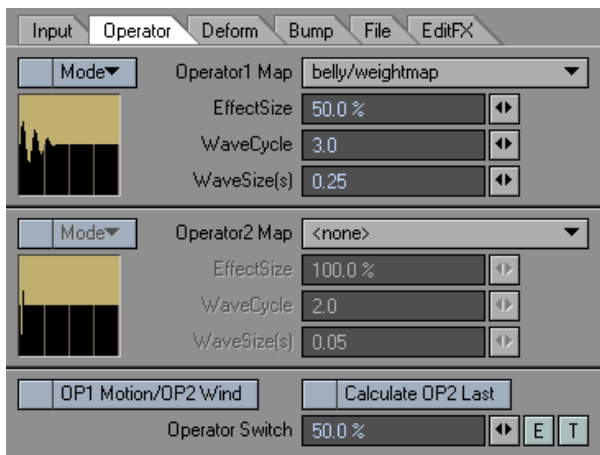 Input Operator Deform Bump File EditFX
Mode Operator1 Map belly/weightmap
EffectSize 50.0 %
WaveCycle 3.0
WaveSize(s) 0.25
Mode Operator2 Map <none>
EffectSize 100.0 %
WaveCycle 2.0
WaveSize(s) 0.05
OP1 Motion/OP2 Wind Calculate OP2 Last
Operator Switch 50.0 % E T